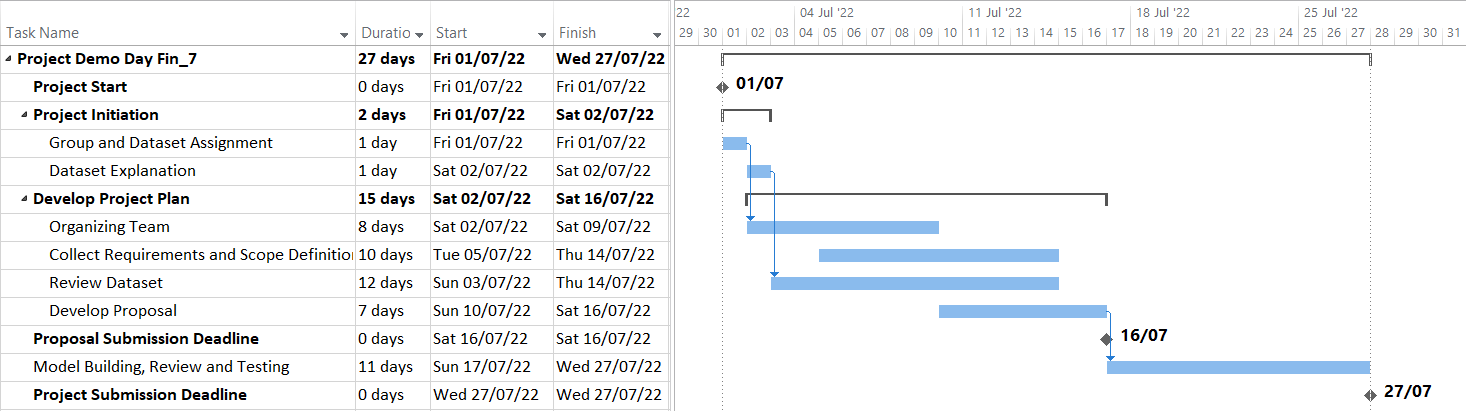 22 04 Jul '22 11 Jul '22 18 Jul '22 25 Jul '22
Task Name Duratio Start Finish 29 30 01 02 03 04 05 06 07 08 09 10 11 12 13 14 15 16 17 18 19 20 21 22 23 24 25 26 27 28 29 30 31
Project Demo Day Fin_7 27 days Fri 01/07/22 Wed 27/07/22
Project Start 0 days Fri 01/07/22 Fri 01/07/22 01/07
Project Initiation 2 days Fri 01/07/22 Sat 02/07/22
Group and Dataset Assignment 1 day Fri 01/07/22 Fri 01/07/22
Dataset Explanation 1 day Sat 02/07/22 Sat 02/07/22
Develop Project Plan 15 days Sat 02/07/22 Sat 16/07/22
Organizing Team 8 days Sat 02/07/22 Sat 09/07/22
Collect Requirements and Scope Definitio 10 days Tue 05/07/22 Thu 14/07/22
Review Dataset 12 days Sun 03/07/22 Thu 14/07/22
Develop Proposal 7 days Sun 10/07/22 Sat 16/07/22
Proposal Submission Deadline 0 days Sat 16/07/22 Sat 16/07/22 16/07
Model Building, Review and Testing 11 days Sun 17/07/22 Wed 27/07/22
Project Submission Deadline 0 days Wed 27/07/22 Wed 27/07/22 27/07